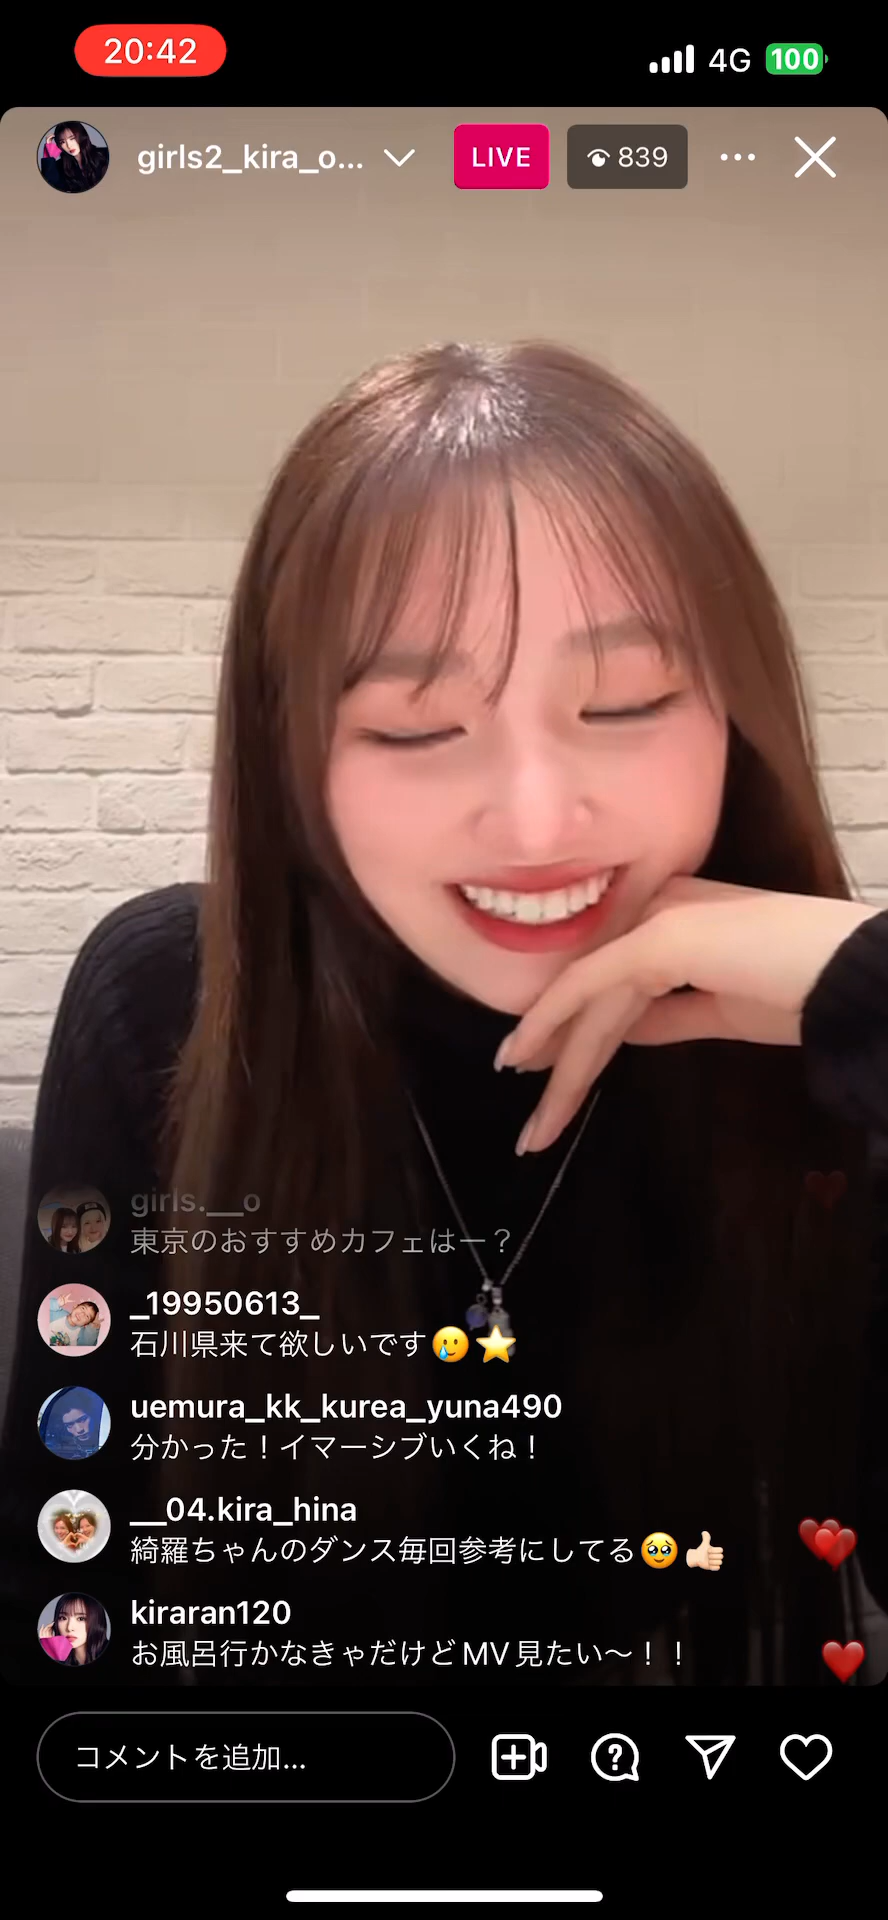 20:42
4G
100
girls2_kira_o...
LIVE
839
girls.__o
東京のおすすめカフェはー？
_19950613_
石川県来て欲しいです🥲⭐
uemura_kk_kurea_yuna490
分かった！イマーシブいくね！
__04.kira_hina
綺羅ちゃんのダンス毎回参考にしてる🥹👍🏻
kiraran120
お風呂行かなきゃだけどMV見たい〜！！
コメントを追加...